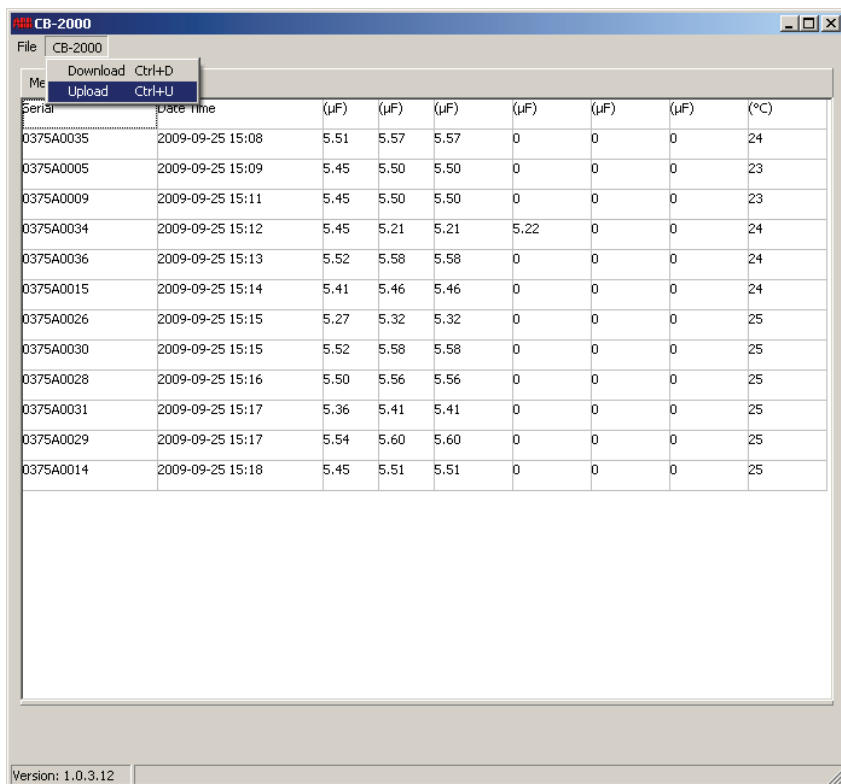 ABB CB-2000
File CB-2000
Download Ctrl+D
Me
Upload Ctrl+U
Serial Date Time (µF) (µF) (µF) (µF) (µF) (µF) (°C)
0375A0035 2009-09-25 15:08 5.51 5.57 5.57 0 0 0 24
0375A0005 2009-09-25 15:09 5.45 5.50 5.50 0 0 0 23
0375A0009 2009-09-25 15:11 5.45 5.50 5.50 0 0 0 23
0375A0034 2009-09-25 15:12 5.45 5.21 5.21 5.22 0 0 24
0375A0036 2009-09-25 15:13 5.52 5.58 5.58 0 0 0 24
0375A0015 2009-09-25 15:14 5.41 5.46 5.46 0 0 0 24
0375A0026 2009-09-25 15:15 5.27 5.32 5.32 0 0 0 25
0375A0030 2009-09-25 15:15 5.52 5.58 5.58 0 0 0 25
0375A0028 2009-09-25 15:16 5.50 5.56 5.56 0 0 0 25
0375A0031 2009-09-25 15:17 5.36 5.41 5.41 0 0 0 25
0375A0029 2009-09-25 15:17 5.54 5.60 5.60 0 0 0 25
0375A0014 2009-09-25 15:18 5.45 5.51 5.51 0 0 0 25
Version: 1.0.3.12